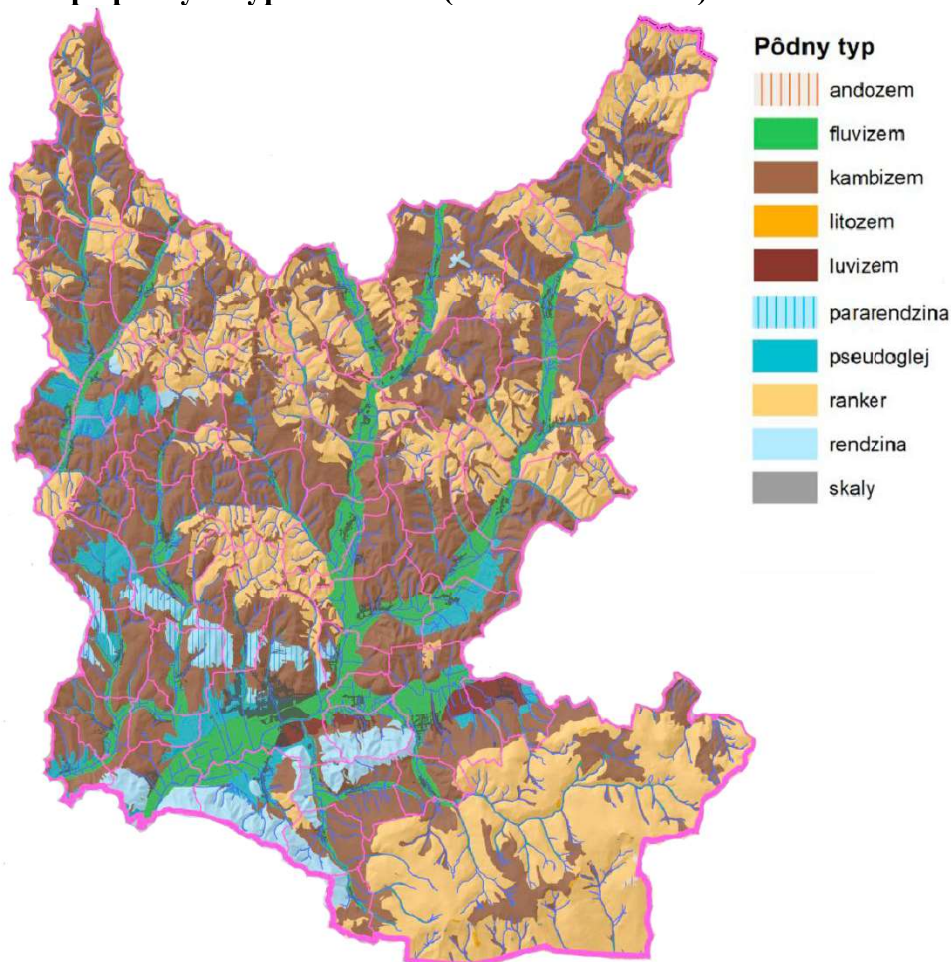 Pôdny typ
andozem
fluvizem
kambizem
litozem
luvizem
pararendzina
pseudoglej
ranker
rendzina
skaly